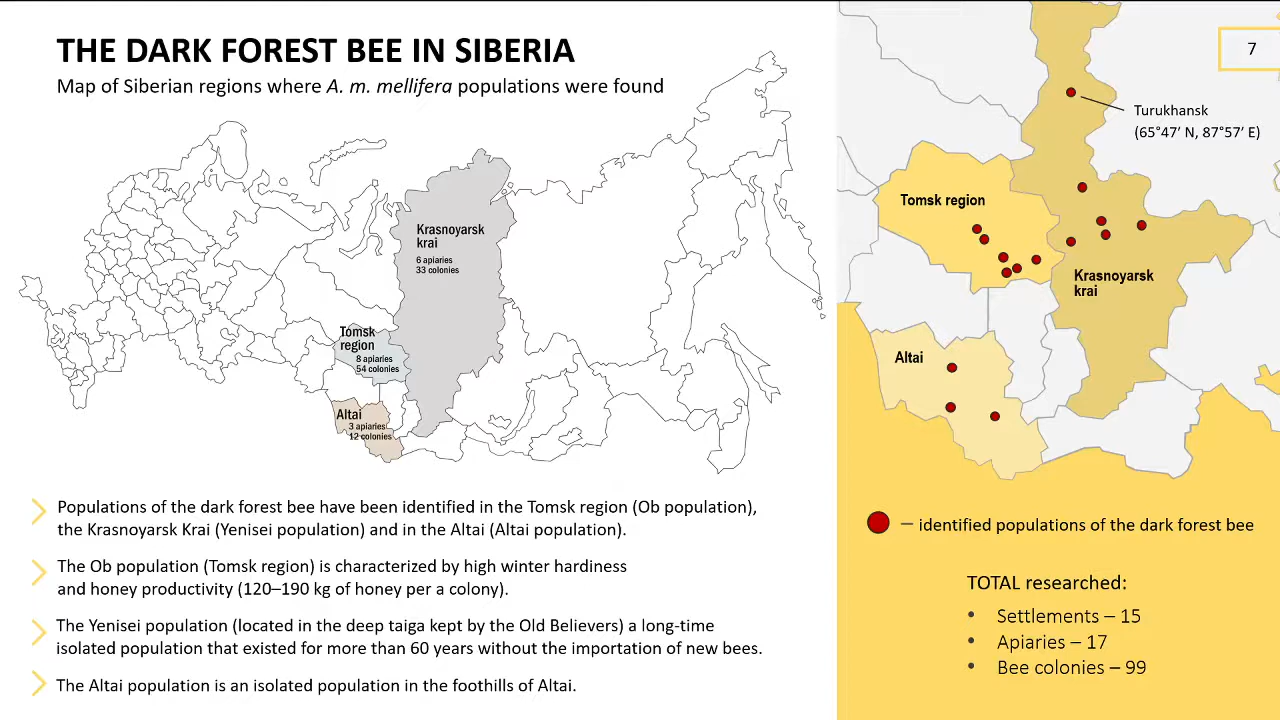 THE DARK FOREST BEE IN SIBERIA
Map of Siberian regions where A. m. mellifera populations were found
7
Krasnoyarsk
krai
6 apiaries
33 colonies
Tomsk
region
8 apiaries
54 colonies
Altai
3 apiaries
12 colonies
Turukhansk
(65°47′ N, 87°57′ E)
Tomsk region
Krasnoyarsk
krai
Altai
Populations of the dark forest bee have been identified in the Tomsk region (Ob population),
the Krasnoyarsk Krai (Yenisei population) and in the Altai (Altai population).
The Ob population (Tomsk region) is characterized by high winter hardiness
and honey productivity (120–190 kg of honey per a colony).
The Yenisei population (located in the deep taiga kept by the Old Believers) a long-time
isolated population that existed for more than 60 years without the importation of new bees.
The Altai population is an isolated population in the foothills of Altai.
– identified populations of the dark forest bee
TOTAL researched:
• Settlements – 15
• Apiaries – 17
• Bee colonies – 99